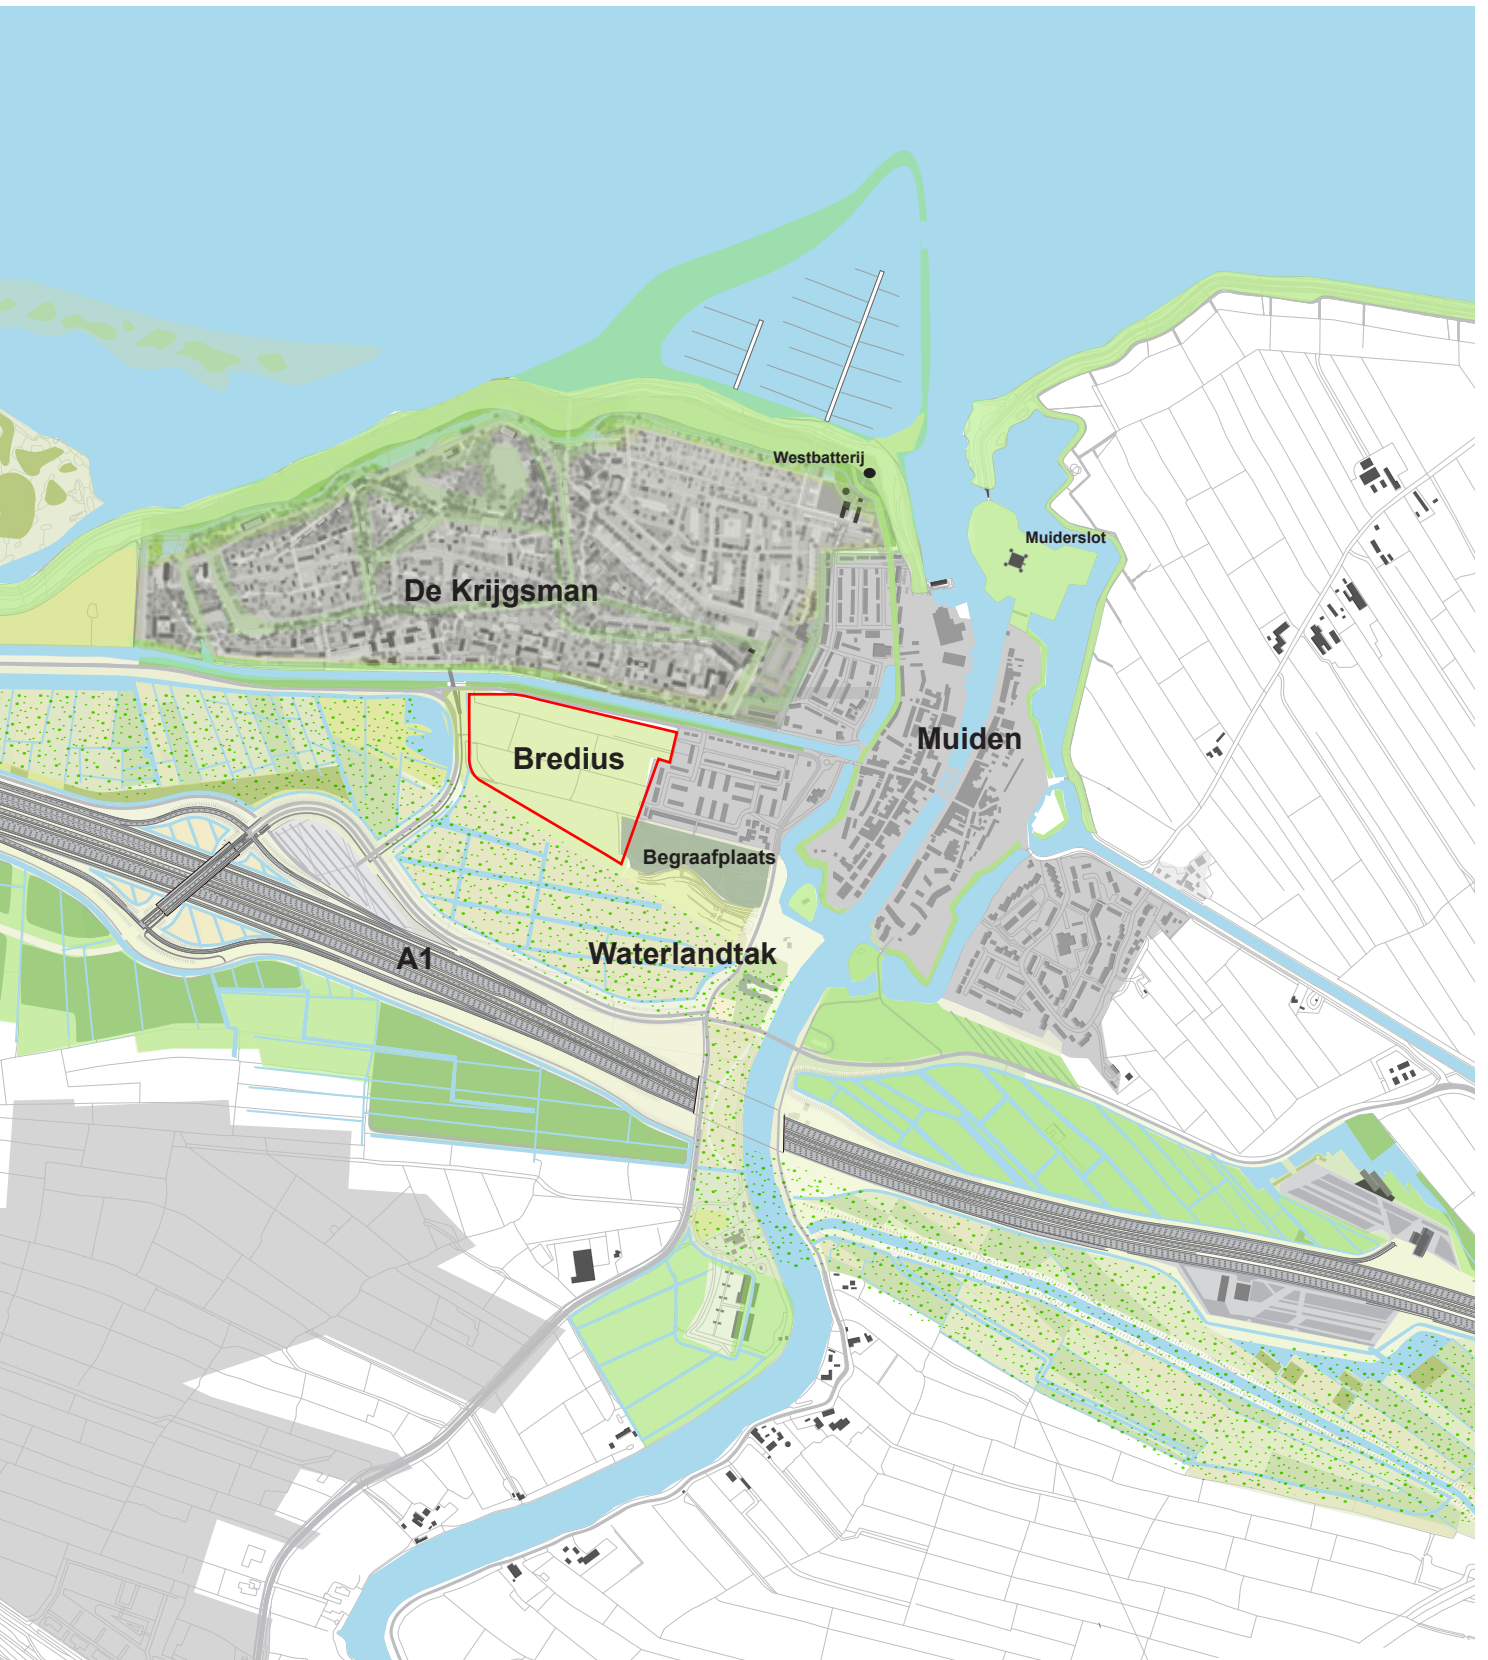 Westbatterij
Muiderslot
De Krijgsman
Muiden
Bredius
Begraafplaats
Waterlandtak
A1